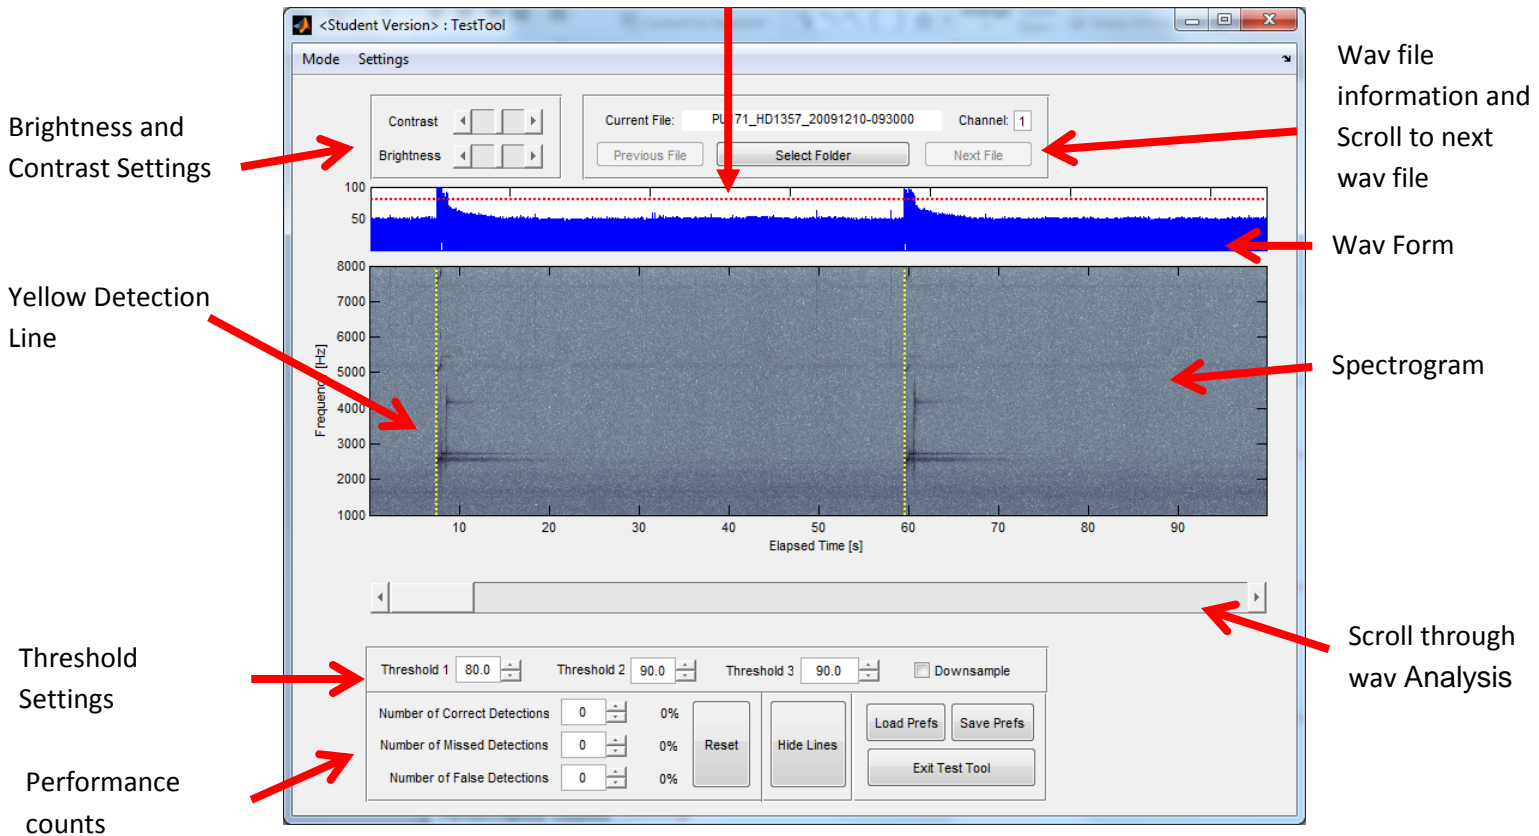 <Student Version> : TestTool
Mode Settings
Wav file
information and
Scroll to next
wav file
Brightness and
Contrast Settings
Contrast
Brightness
Current File: PU 71_HD1357_20091210-093000 Channel: 1
Previous File Select Folder Next File
100
50
Wav Form
Yellow Detection
Line
Spectrogram
8000
7000
6000
5000
4000
3000
2000
1000
Frequency [Hz]
10 20 30 40 50 60 70 80 90
Elapsed Time [s]
Scroll through
wav Analysis
Threshold
Settings
Threshold 1 80.0 Threshold 2 90.0 Threshold 3 90.0 Downsample
Number of Correct Detections 0 0%
Number of Missed Detections 0 0%
Number of False Detections 0 0%
Reset
Hide Lines
Load Prefs Save Prefs
Exit Test Tool
Performance
counts